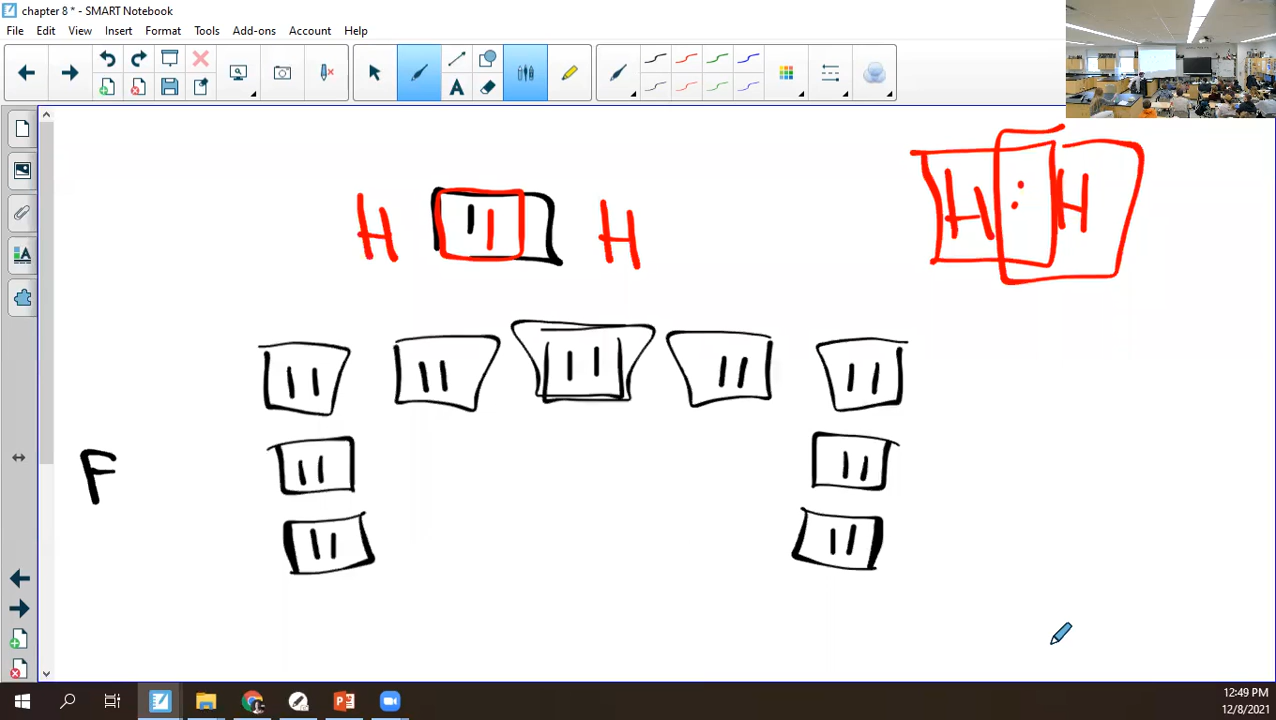 chapter 8 * - SMART Notebook
File Edit View Insert Format Tools Add-ons Account Help
A
H H
H : H
F
12:49 PM
12/8/2021